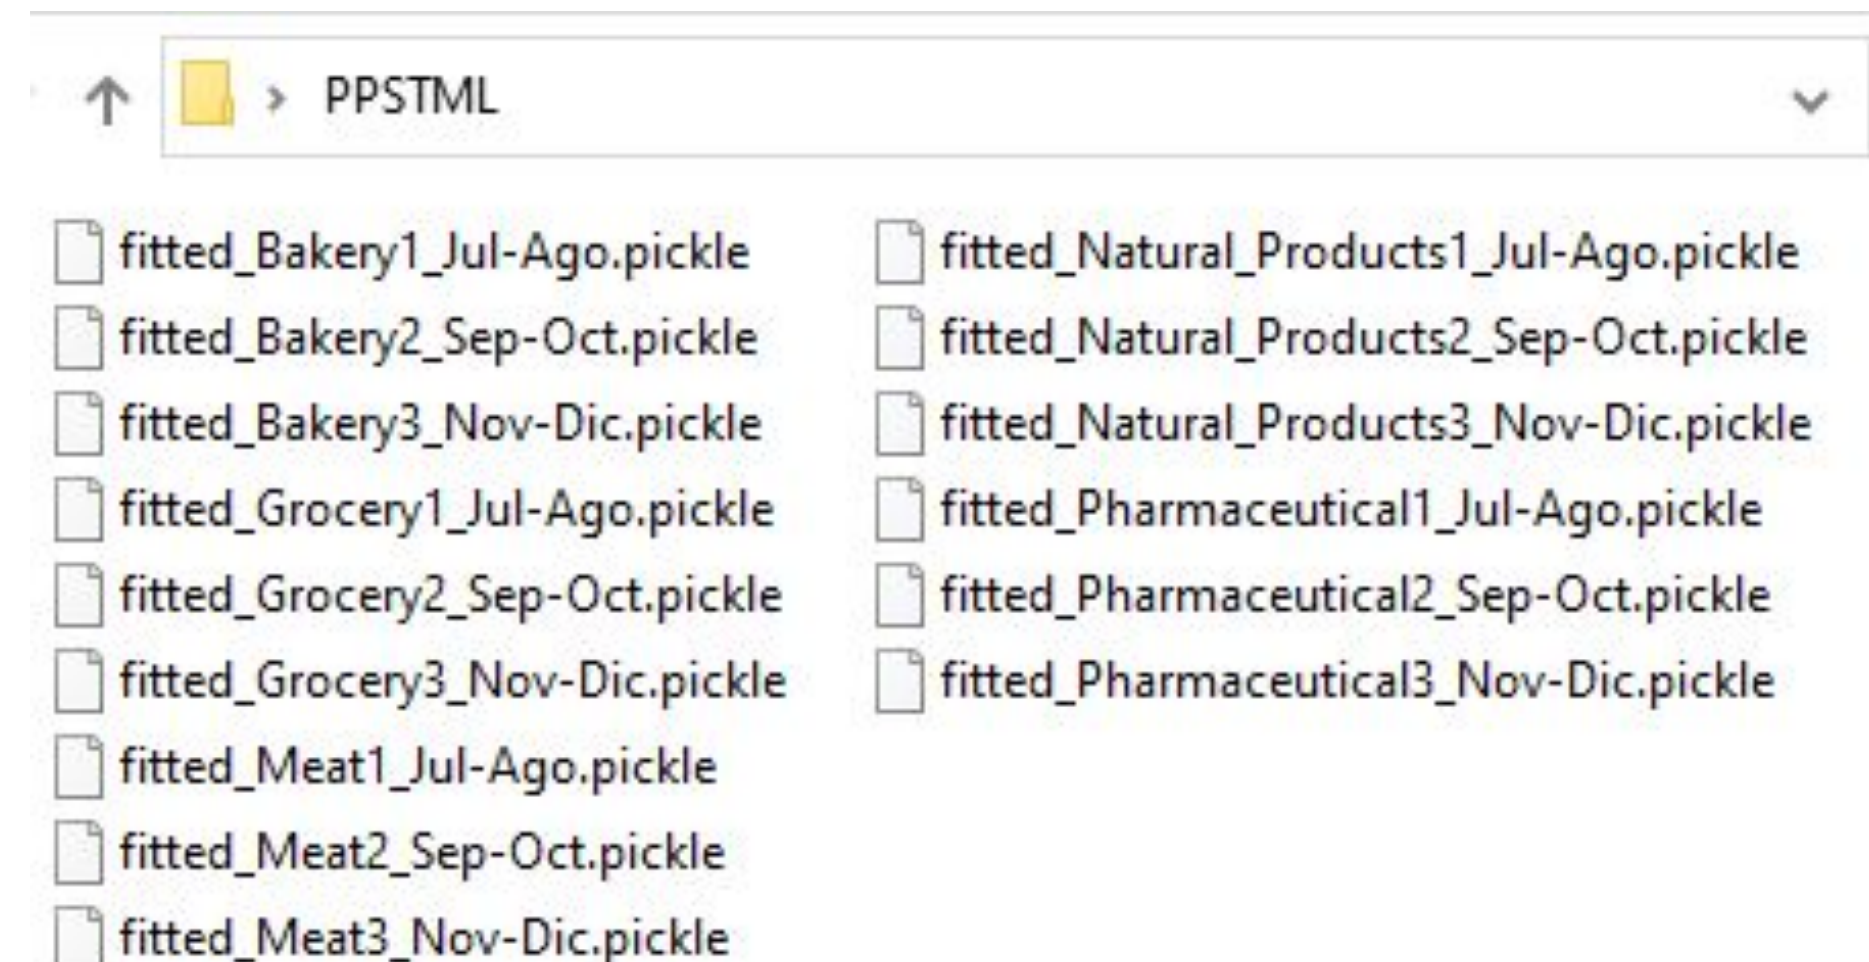 PPSTML
fitted_Bakery1_Jul-Ago.pickle
fitted_Bakery2_Sep-Oct.pickle
fitted_Bakery3_Nov-Dic.pickle
fitted_Grocery1_Jul-Ago.pickle
fitted_Grocery2_Sep-Oct.pickle
fitted_Grocery3_Nov-Dic.pickle
fitted_Meat1_Jul-Ago.pickle
fitted_Meat2_Sep-Oct.pickle
fitted_Meat3_Nov-Dic.pickle
fitted_Natural_Products1_Jul-Ago.pickle
fitted_Natural_Products2_Sep-Oct.pickle
fitted_Natural_Products3_Nov-Dic.pickle
fitted_Pharmaceutical1_Jul-Ago.pickle
fitted_Pharmaceutical2_Sep-Oct.pickle
fitted_Pharmaceutical3_Nov-Dic.pickle